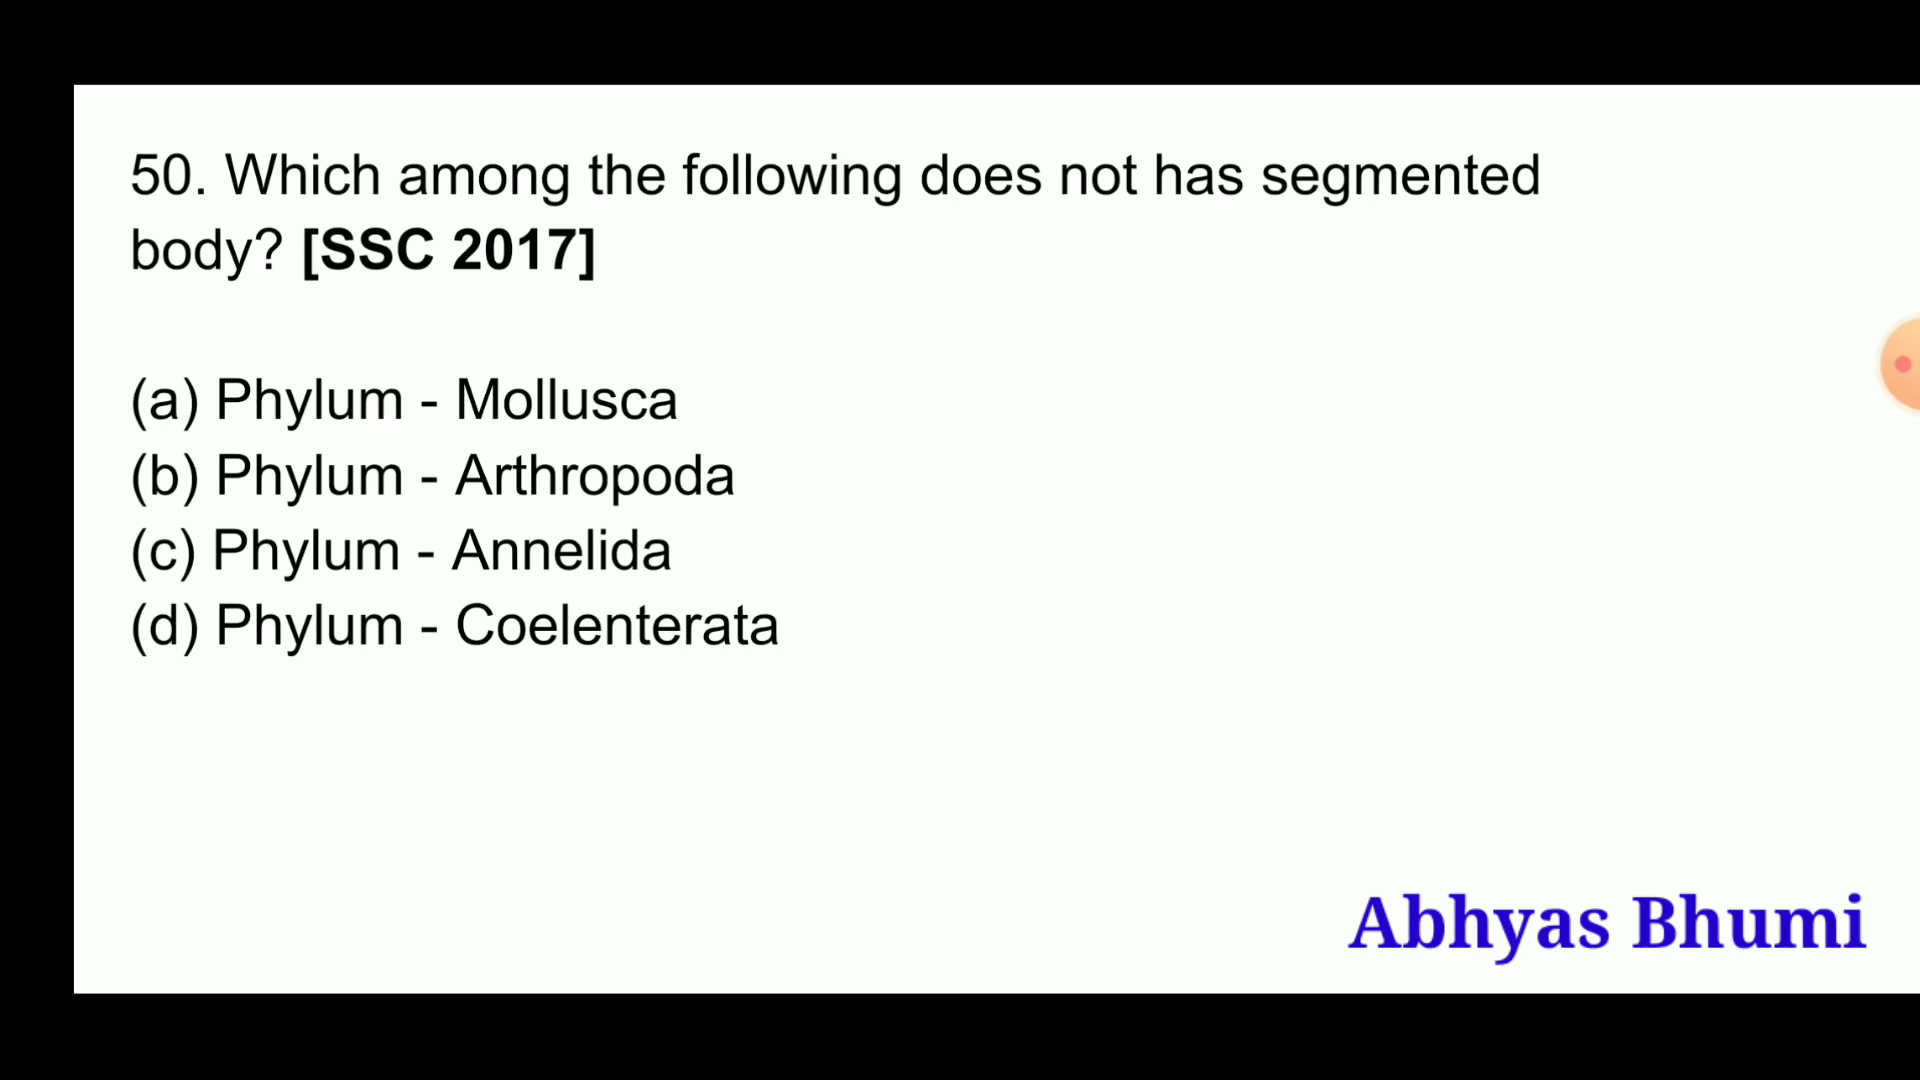 50. Which among the following does not has segmented
body? [SSC 2017]
(a) Phylum - Mollusca
(b) Phylum - Arthropoda
(c) Phylum - Annelida
(d) Phylum - Coelenterata
Abhyas Bhumi